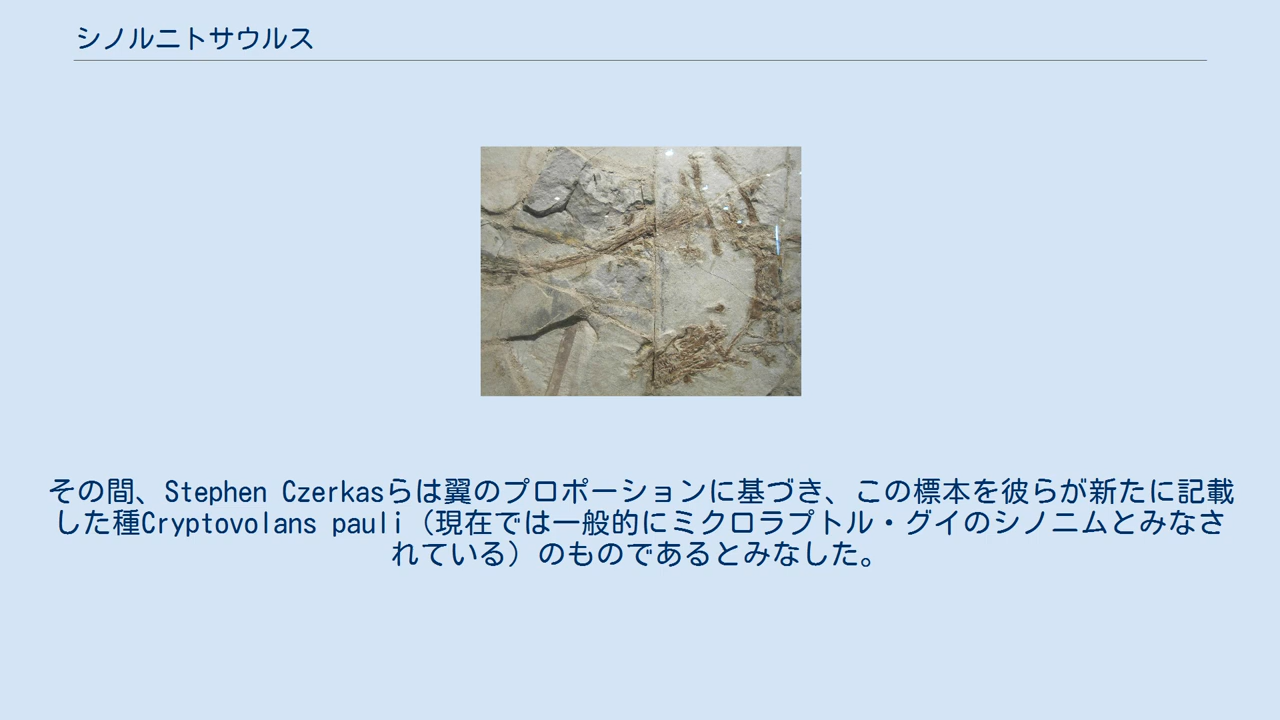 シノルニトサウルス
その間、Stephen Czerkasらは翼のプロポーションに基づき、この標本を彼らが新たに記載
した種Cryptovolans pauli（現在では一般的にミクロラプトル・グイのシノニムとみなさ
れている）のものであるとみなした。